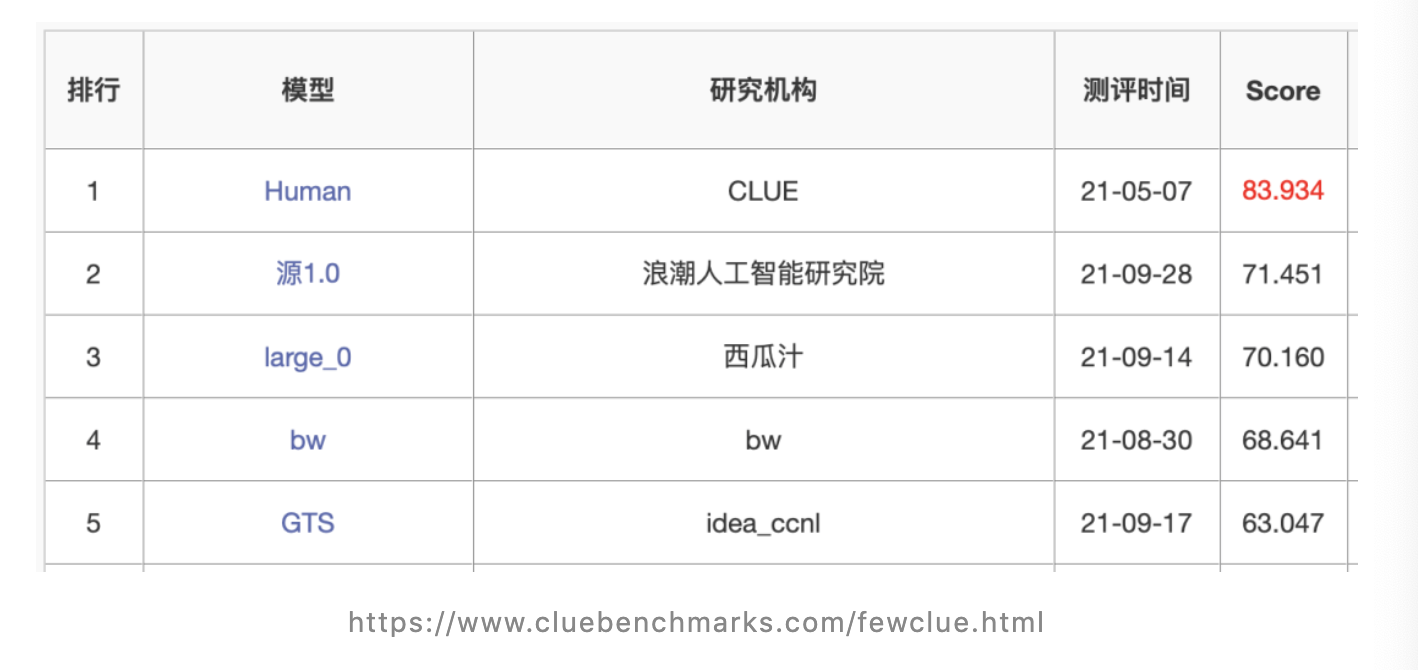 排行 模型 研究机构 测评时间 Score
1 Human CLUE 21-05-07 83.934
2 源1.0 浪潮人工智能研究院 21-09-28 71.451
3 large_0 西瓜汁 21-09-14 70.160
4 bw bw 21-08-30 68.641
5 GTS idea_ccnl 21-09-17 63.047
https://www.cluebenchmarks.com/fewclue.html